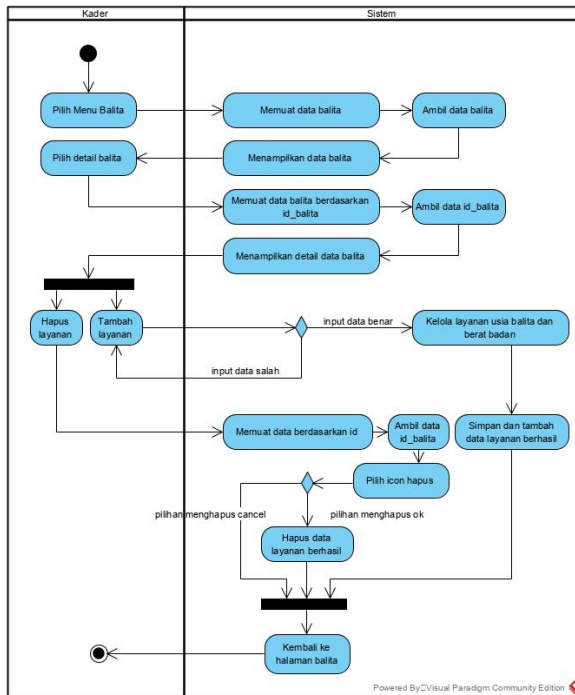 Kader
Sistem
Pilih Menu Balita
Memuat data balita
Ambil data balita
Pilih detail balita
Menampilkan data balita
Memuat data balita berdasarkan
id_balita
Ambil data id_balita
Menampilkan detail data balita
Hapus
layanan
Tambah
layanan
input data benar
Kelola layanan usia balita dan
berat badan
input data salah
Memuat data berdasarkan id
Ambil data
id_balita
Simpan dan tambah
data layanan berhasil
Pilih icon hapus
pilihan menghapus cancel
pilihan menghapus ok
Hapus data
layanan berhasil
Kembali ke
halaman balita
Powered By Visual Paradigm Community Edition